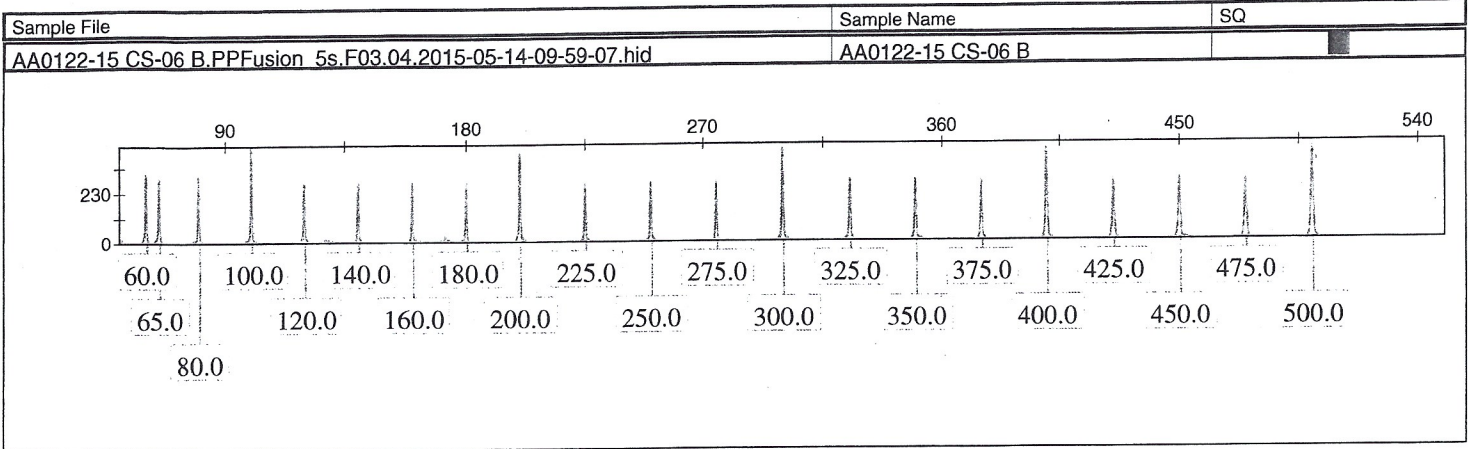 Sample File Sample Name SQ
AA0122-15 CS-06 B.PPFusion 5s.F03.04.2015-05-14-09-59-07.hid AA0122-15 CS-06 B
90 180 270 360 450 540
230
0
60.0 100.0 140.0 180.0 225.0 275.0 325.0 375.0 425.0 475.0
65.0 120.0 160.0 200.0 250.0 300.0 350.0 400.0 450.0 500.0
80.0